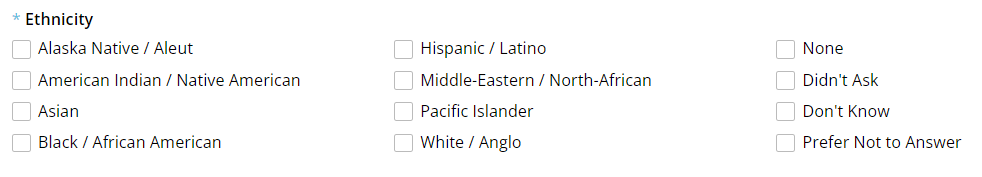 * Ethnicity
Alaska Native / Aleut
American Indian / Native American
Asian
Black / African American
Hispanic / Latino
Middle-Eastern / North-African
Pacific Islander
White / Anglo
None
Didn't Ask
Don't Know
Prefer Not to Answer